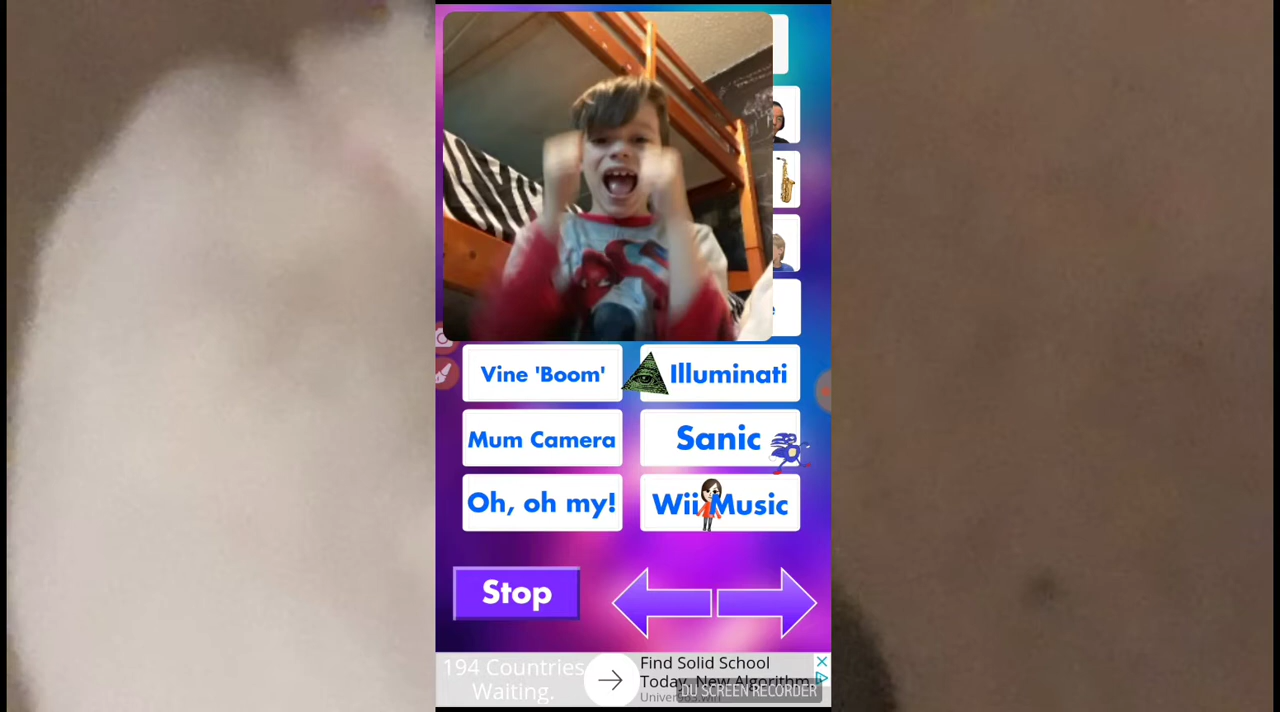 Vine 'Boom'
Illuminati
Mum Camera
Sanic
Oh, oh my!
Wii Music
Stop
194 Countries
Waiting.
Find Solid School
Today, New Algorithm
DU SCREEN RECORDER